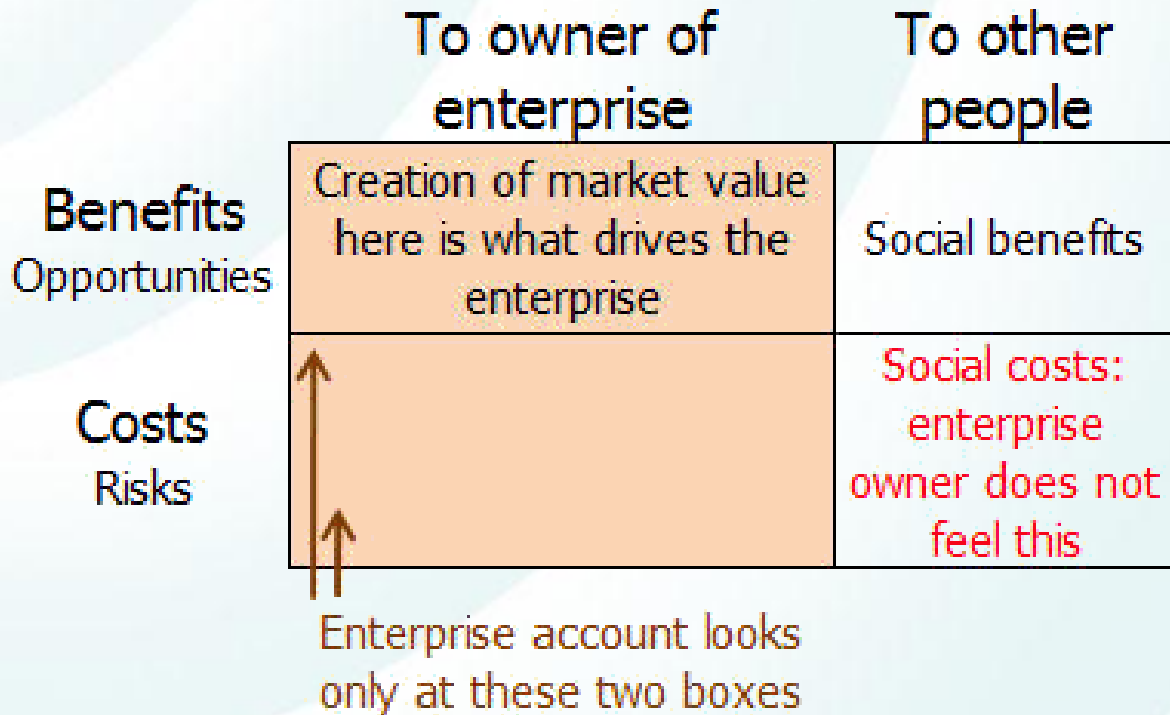 To owner of
enterprise
To other
people
Benefits
Opportunities
Creation of market value
here is what drives the
enterprise
Social benefits
Costs
Risks
Social costs:
enterprise
owner does not
feel this
Enterprise account looks
only at these two boxes